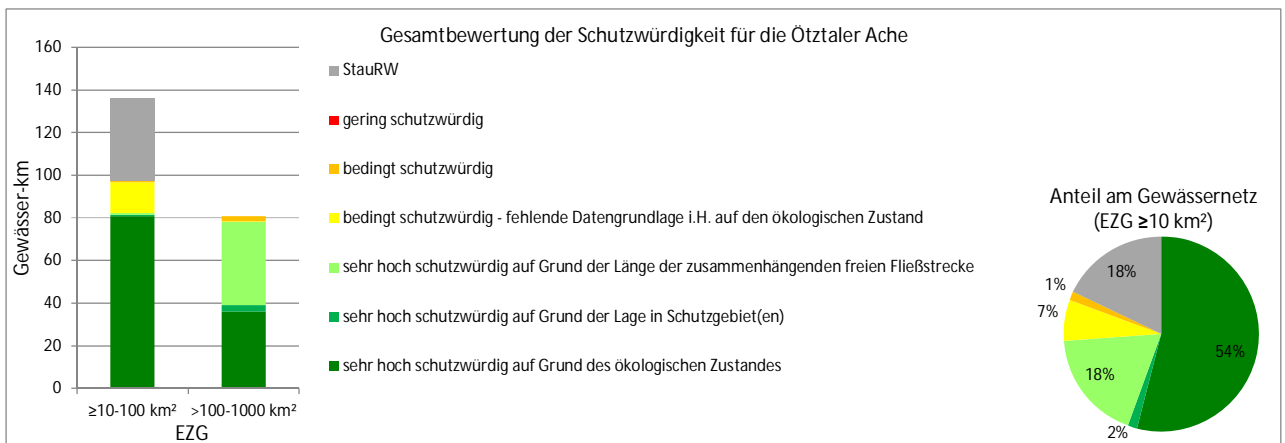 Gesamtbewertung der Schutzwürdigkeit für die Ötztaler Ache
160
140
120
100
80
60
40
20
0
Gewässer-km
≥10-100 km²
>100-1000 km²
EZG
StauRW
gering schutzwürdig
bedingt schutzwürdig
bedingt schutzwürdig - fehlende Datengrundlage i.H. auf den ökologischen Zustand
sehr hoch schutzwürdig auf Grund der Länge der zusammenhängenden freien Fließstrecke
sehr hoch schutzwürdig auf Grund der Lage in Schutzgebiet(en)
sehr hoch schutzwürdig auf Grund des ökologischen Zustandes
Anteil am Gewässernetz
(EZG ≥10 km²)
18%
1%
7%
18%
2%
54%